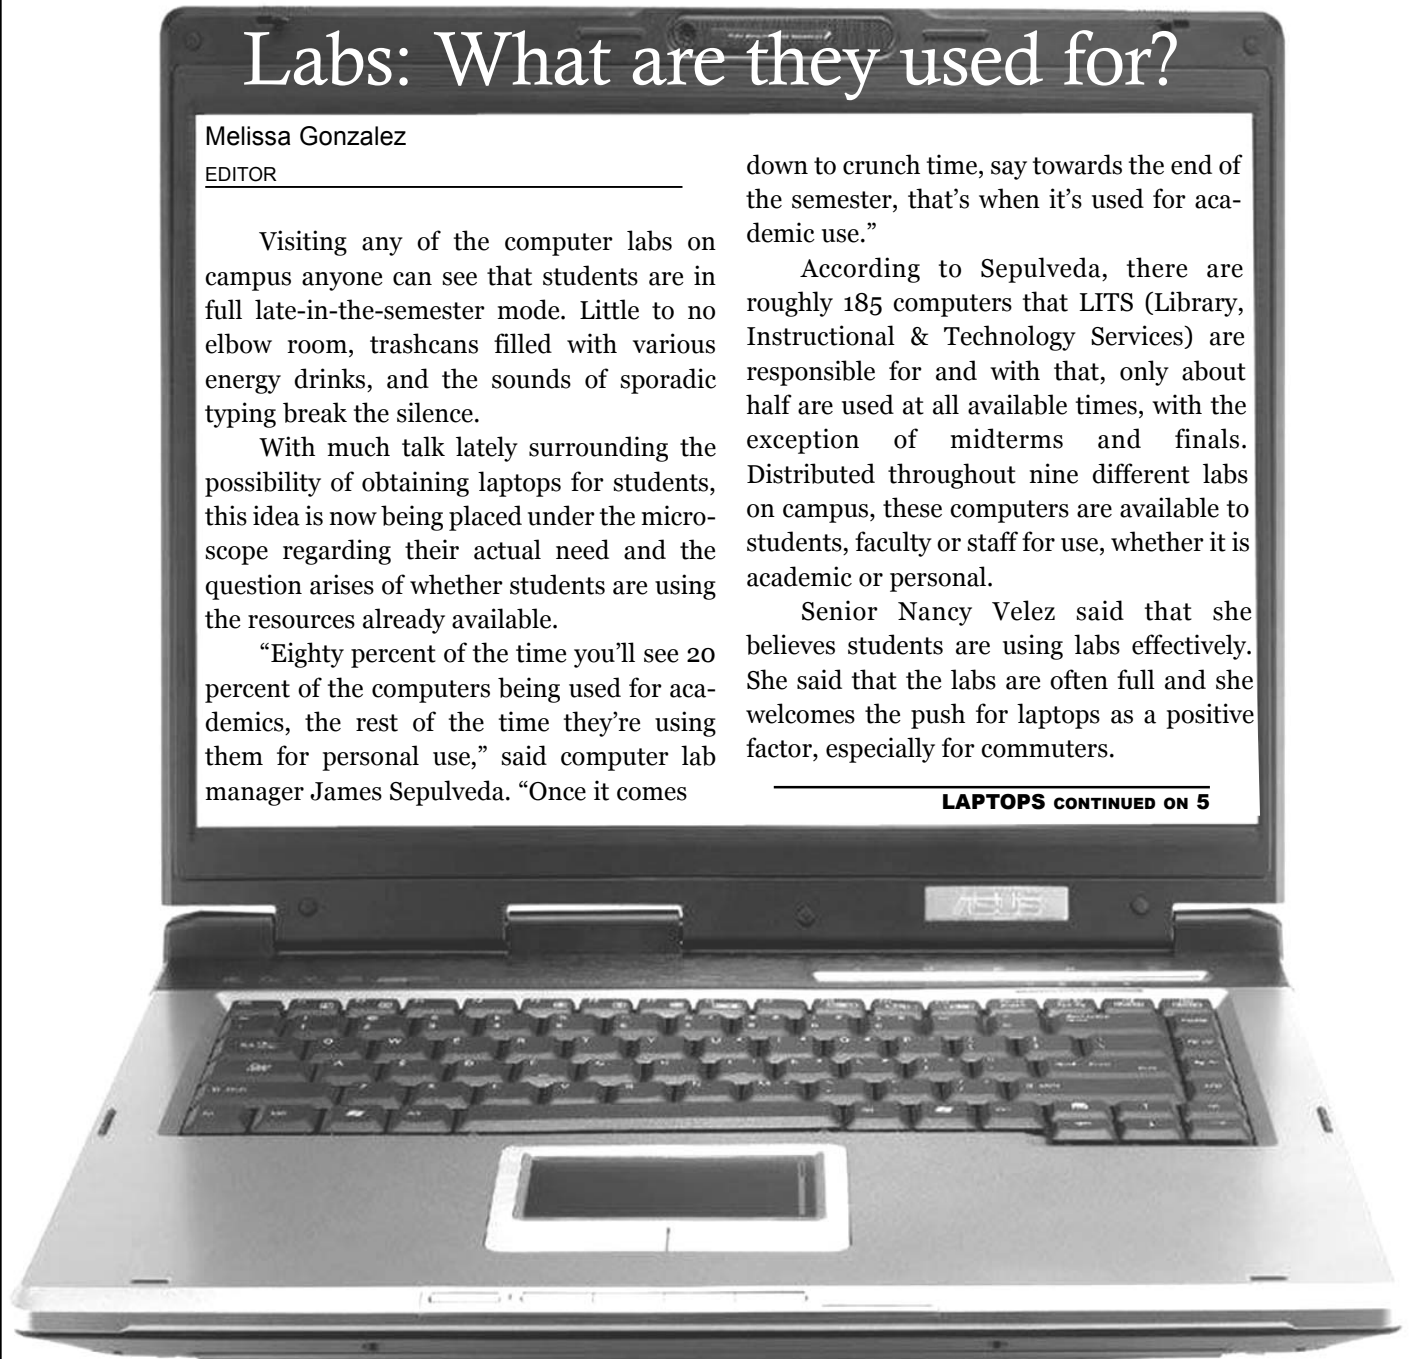 Labs: What are they used for?
Melissa Gonzalez
EDITOR
Visiting any of the computer labs on
campus anyone can see that students are in
full late-in-the-semester mode. Little to no
elbow room, trashcans filled with various
energy drinks, and the sounds of sporadic
typing break the silence.
With much talk lately surrounding the
possibility of obtaining laptops for students,
this idea is now being placed under the micro-
scope regarding their actual need and the
question arises of whether students are using
the resources already available.
“Eighty percent of the time you’ll see 20
percent of the computers being used for aca-
demics, the rest of the time they’re using
them for personal use,” said computer lab
manager James Sepulveda. “Once it comes
down to crunch time, say towards the end of
the semester, that’s when it’s used for aca-
demic use.”
According to Sepulveda, there are
roughly 185 computers that LITS (Library,
Instructional & Technology Services) are
responsible for and with that, only about
half are used at all available times, with the
exception of midterms and finals.
Distributed throughout nine different labs
on campus, these computers are available to
students, faculty or staff for use, whether it is
academic or personal.
Senior Nancy Velez said that she
believes students are using labs effectively.
She said that the labs are often full and she
welcomes the push for laptops as a positive
factor, especially for commuters.
LAPTOPS CONTINUED ON 5
ASUS